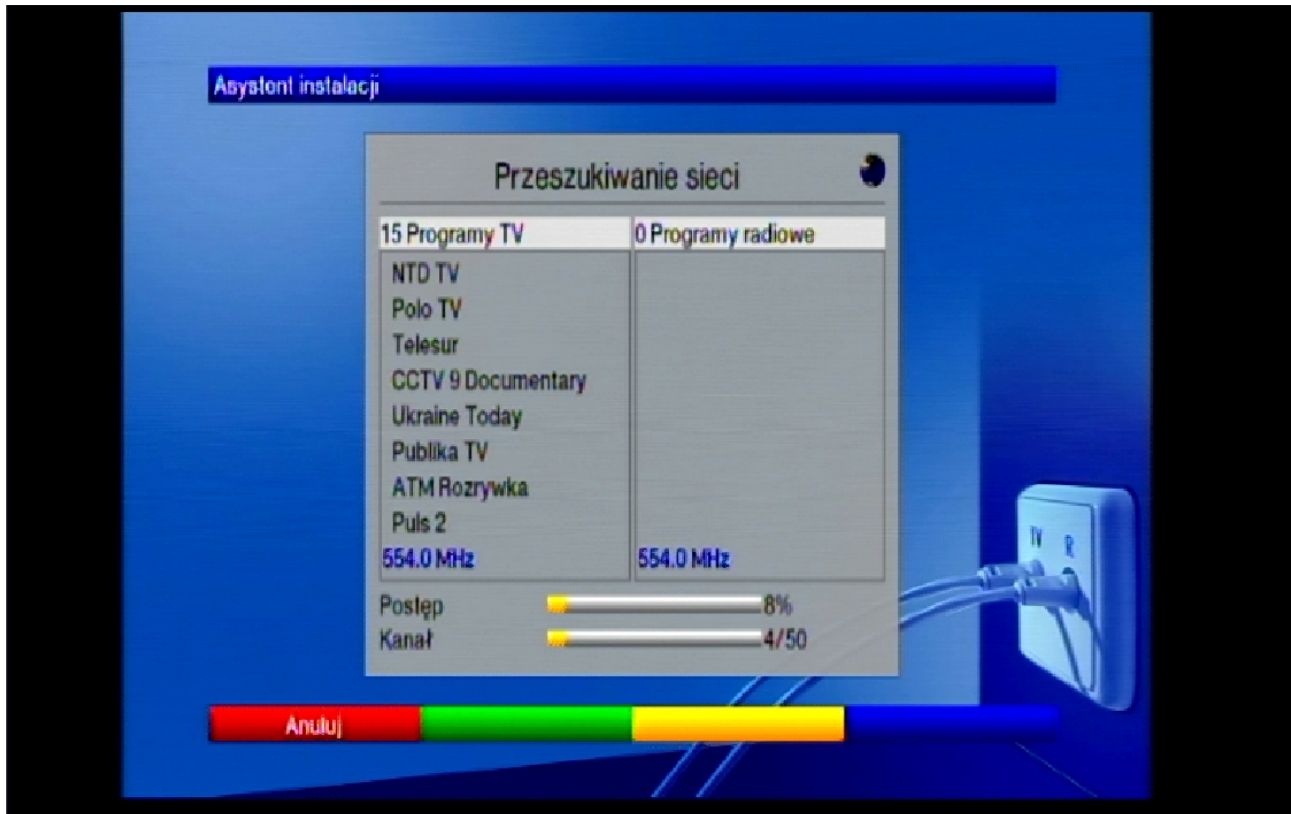 Asystent instalacji
Przeszukiwanie sieci
15 Programy TV
0 Programy radiowe
NTD TV
Polo TV
Telesur
CCTV 9 Documentary
Ukraine Today
Publika TV
ATM Rozrywka
Puls 2
554.0 MHz
554.0 MHz
Postęp
8%
Kanał
4/50
Anuluj
TV R